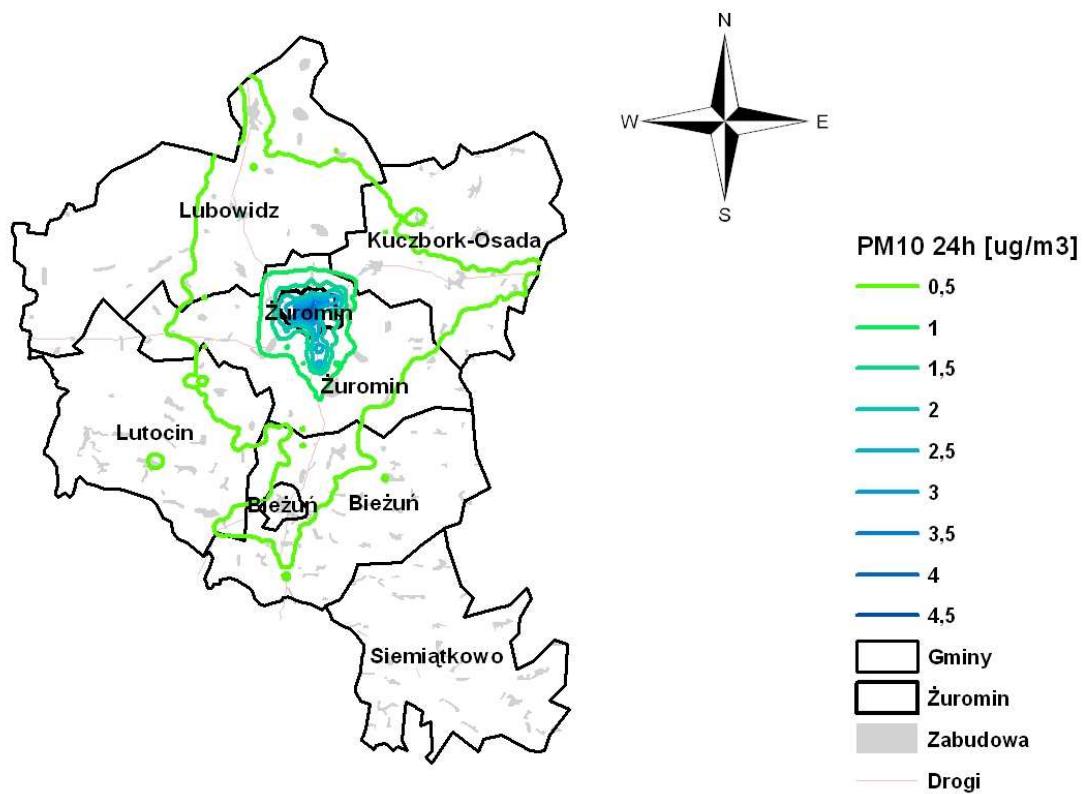 N
W
E
S
Lubowidz
Kuczbork-Osada
Żuromin
Żuromin
Lutocin
Bieżuń
Bieżuń
Siemiątkowo
PM10 24h [ug/m3]
0,5
1
1,5
2
2,5
3
3,5
4
4,5
Gminy
Żuromin
Zabudowa
Drogi